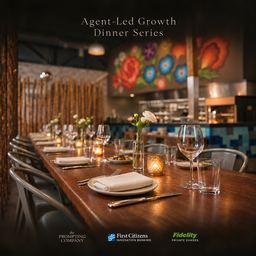 Agent-Led Growth
Dinner Series
the
PROMPTING
COMPANY
First Citizens
INNOVATION BANKING
Fidelity
PRIVATE SHARES